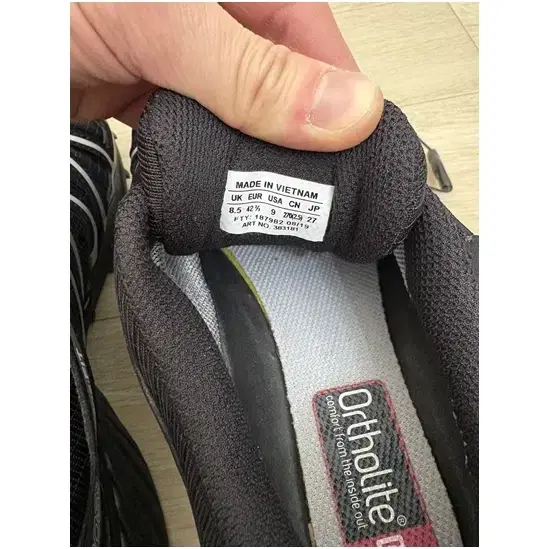 MADE IN VIETNAM
UK EUR USA CN JP
8.5 42⅔ 9 270(2.5) 27
FTY: 1879B2 08/19
ART NO. 383181
Ortholite®
comfort from the inside out